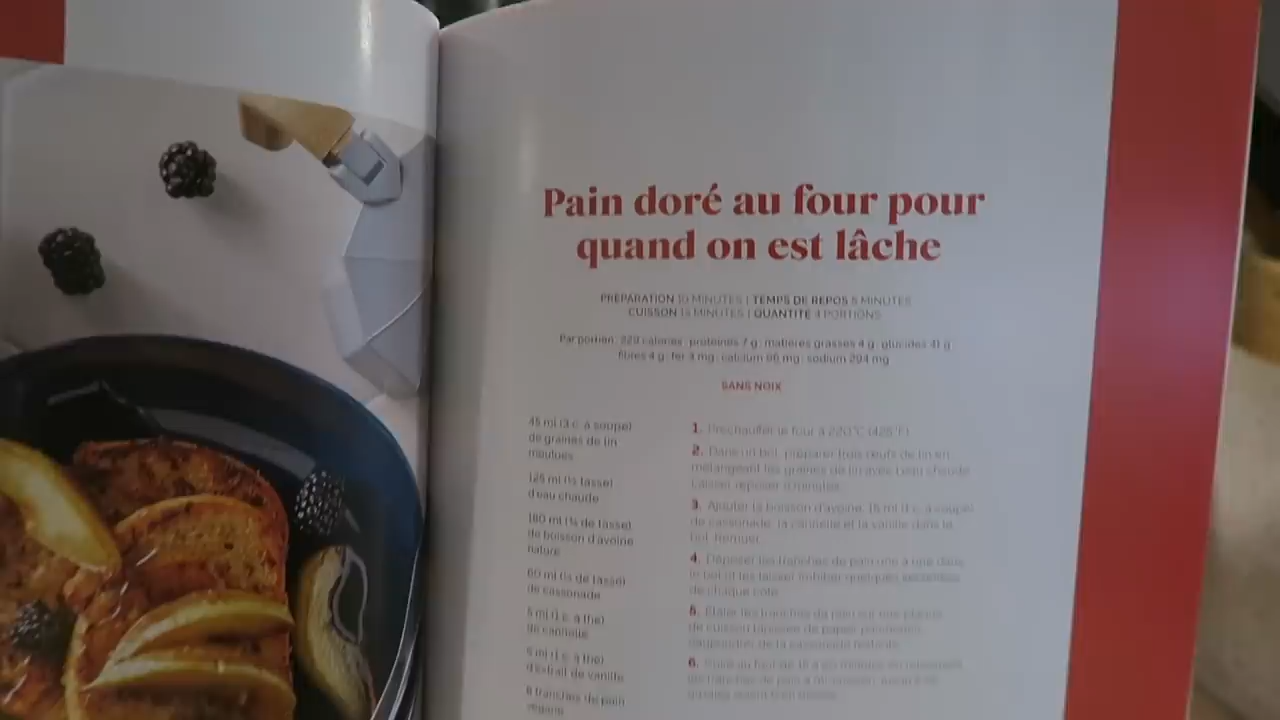 Pain doré au four pour
quand on est lâche
PRÉPARATION 10 MINUTES | TEMPS DE REPOS 5 MINUTES
CUISSON 15 MINUTES | QUANTITÉ 4 PORTIONS
Par portion : 229 calories : protéines 7 g : matières grasses 4 g : glucides 41 g
fibres 4 g : fer 3 mg : calcium 66 mg : sodium 294 mg
SANS NOIX
45 ml (3 c. à soupe)
de graines de lin
moulues
125 ml (½ tasse)
d'eau chaude
180 ml (¾ de tasse)
de boisson d'avoine
nature
60 ml (¼ de tasse)
de cassonade
5 ml (1 c. à thé)
de cannelle
5 ml (1 c. à thé)
d'extrait de vanille
8 tranches de pain
1. Préchauffer le four à 220 °C (425 °F).
2. Dans un bol, préparer trois œufs de lin en
mélangeant les graines de lin avec l'eau chaude.
Laisser reposer 5 minutes.
3. Ajouter la boisson d'avoine, 15 ml (1 c. à soupe)
de cassonade, la cannelle et la vanille dans le
bol. Remuer.
4. Déposer les tranches de pain une à une dans
le bol et les laisser imbiber quelques secondes
de chaque côté.
5. Étaler les tranches de pain sur une plaque
de cuisson tapissée de papier parchemin.
Saupoudrer de la cassonade restante.
6.